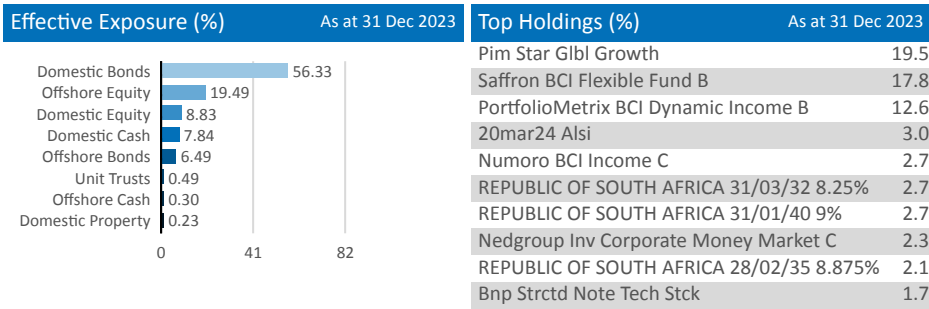 Effective Exposure (%) As at 31 Dec 2023
Domestic Bonds 56.33
Offshore Equity 19.49
Domestic Equity 8.83
Domestic Cash 7.84
Offshore Bonds 6.49
Unit Trusts 0.49
Offshore Cash 0.30
Domestic Property 0.23
0 41 82
Top Holdings (%) As at 31 Dec 2023
Pim Star Glbl Growth 19.5
Saffron BCI Flexible Fund B 17.8
PortfolioMetrix BCI Dynamic Income B 12.6
20mar24 Alsi 3.0
Numoro BCI Income C 2.7
REPUBLIC OF SOUTH AFRICA 31/03/32 8.25% 2.7
REPUBLIC OF SOUTH AFRICA 31/01/40 9% 2.7
Nedgroup Inv Corporate Money Market C 2.3
REPUBLIC OF SOUTH AFRICA 28/02/35 8.875% 2.1
Bnp Strctd Note Tech Stck 1.7